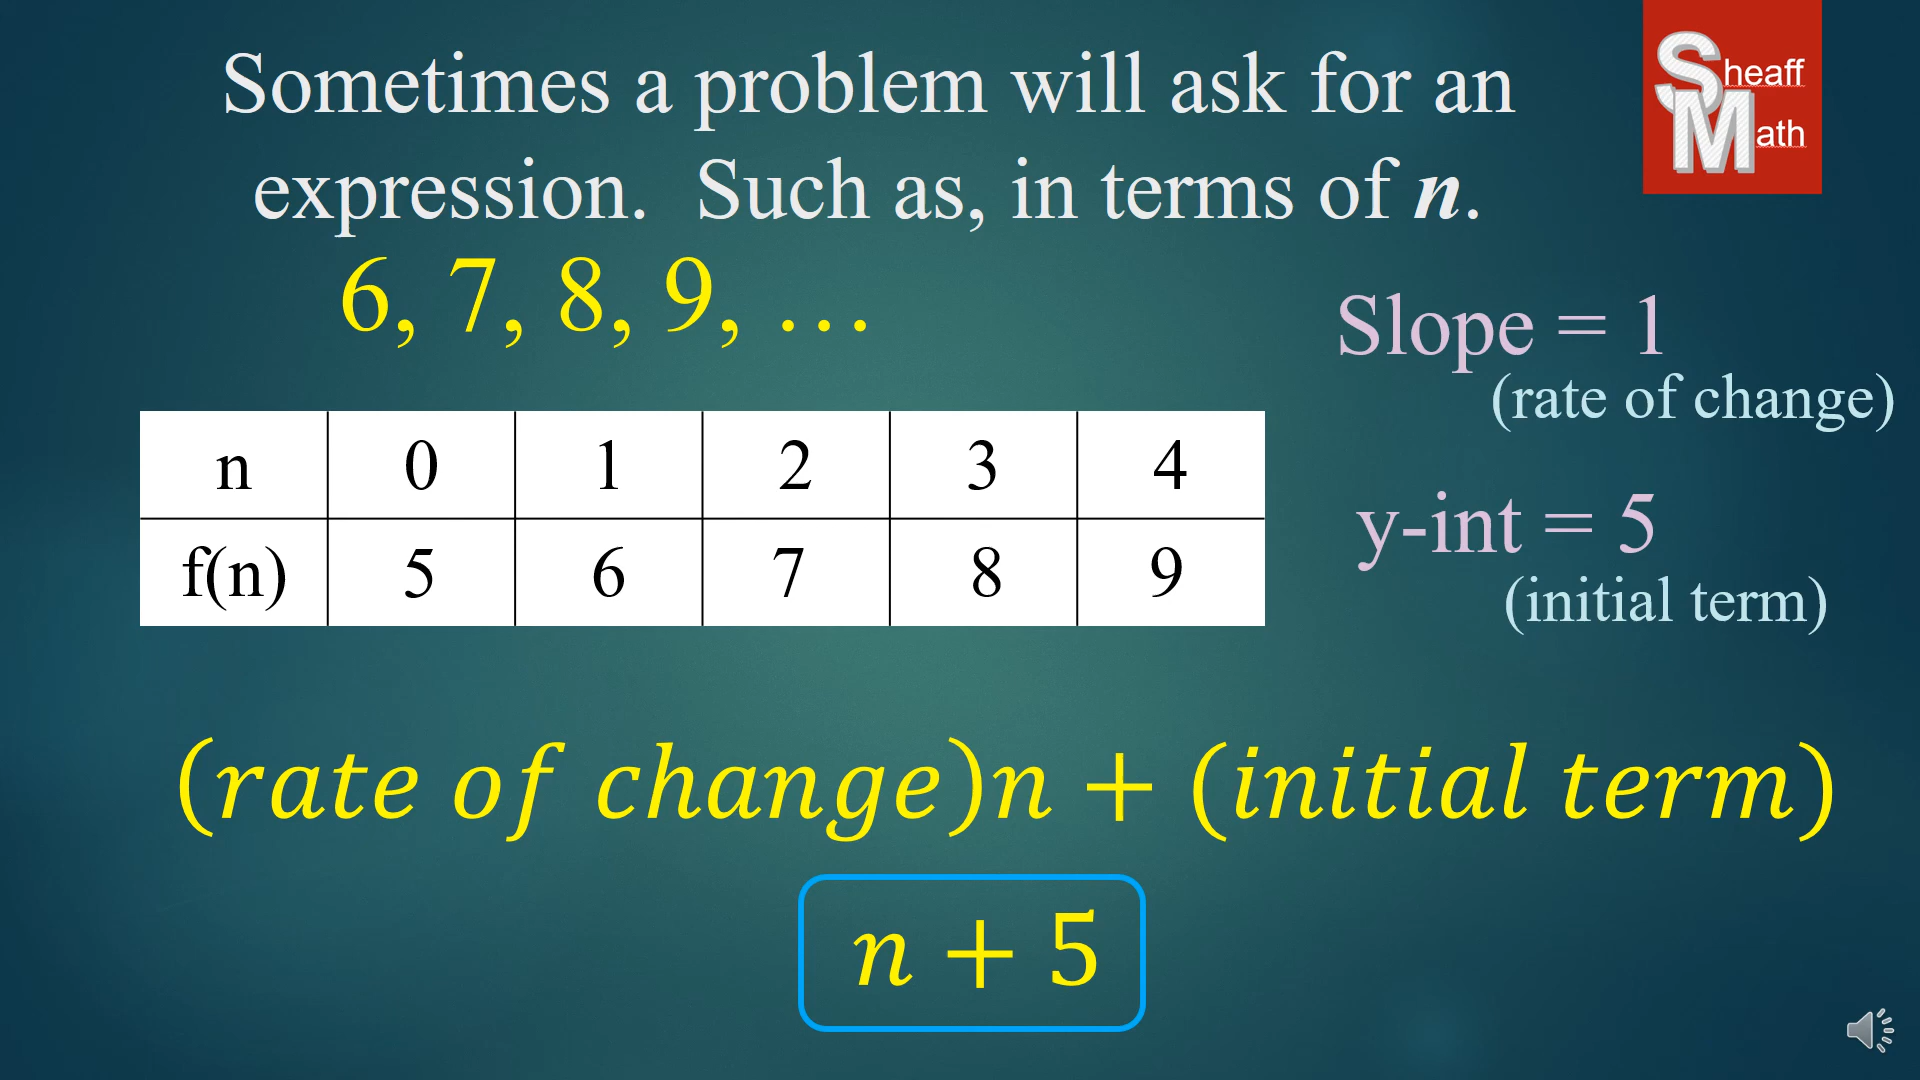 Sometimes a problem will ask for an
expression.  Such as, in terms of n.
Sheaff
Math
6, 7, 8, 9, …
Slope = 1
(rate of change)
n 0 1 2 3 4
f(n) 5 6 7 8 9
y-int = 5
(initial term)
(rate of change)n + (initial term)
n + 5